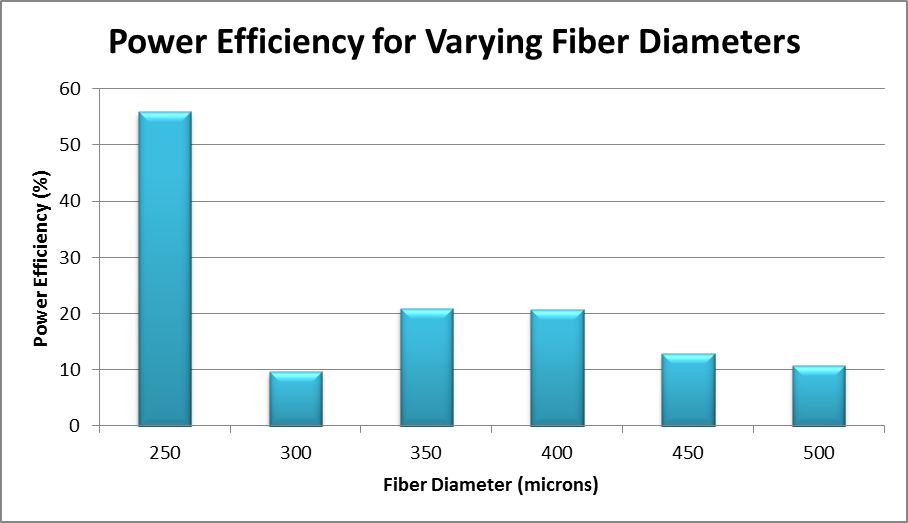 Power Efficiency for Varying Fiber Diameters
Power Efficiency (%)
60
50
40
30
20
10
0
250 300 350 400 450 500
Fiber Diameter (microns)